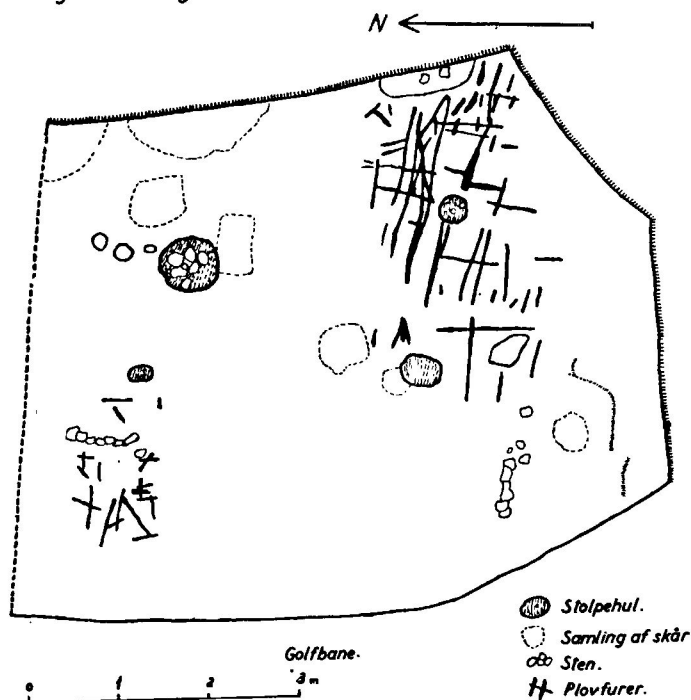 N
Stolpehul.
Samling af skår
Sten.
Plovfurer.
Golfbane.
0 1 2 3 m